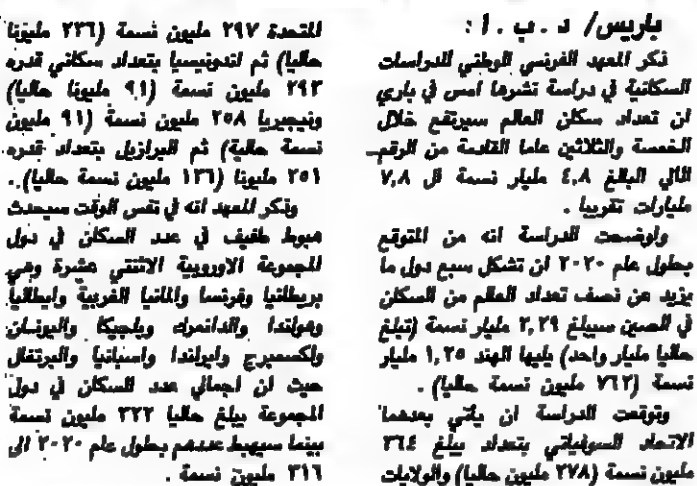 باريس/ د . ب . ا :
ذكر المعهد الفرنسي الوطني للدراسات
السكانية في دراسة نشرها امس في باري
ان تعداد سكان العالم سيرتفع خلال
الخمسة والثلاثين عاما القادمة من الرقم
الحالي البالغ ٤,٨ مليار نسمة الى ٧,٨
مليارات تقريبا .
واوضحت الدراسة انه من المتوقع
بحلول عام ٢٠٢٠ ان تشكل سبع دول ما
يزيد عن نصف تعداد العالم من السكان
في الصين سيبلغ ٢,٢٩ مليار نسمة (تبلغ
حاليا مليار واحد) يليها الهند ١,٢٥ مليار
نسمة (٧٦٢ مليون نسمة حاليا) .
وتوقعت الدراسة ان يأتي بعدهما
الاتحاد السوفياتي بتعداد يبلغ ٣٦٤
مليون نسمة (٢٧٨ مليون حاليا) والولايات
المتحدة ٢٩٧ مليون نسمة (٢٣٦ مليونا
حاليا) ثم اندونيسيا بتعداد سكاني قدره
٢٩٣ مليون نسمة (٩١ مليونا حاليا)
ونيجيريا ٢٥٨ مليون نسمة (٩١ مليون
نسمة حالية) ثم البرازيل بتعداد قدره
٢٥١ مليونا (١٣٦ مليون نسمة حاليا) .
وذكر المعهد انه في نفس الوقت سيحدث
هبوط طفيف في عدد السكان في دول
المجموعة الاوروبية الاثنتي عشرة وهي
بريطانيا وفرنسا والمانيا الغربية وايطاليا
وهولندا والدانمراك وبلجيكا واليونان
ولكسمبرج وايرلندا واسبانيا والبرتغال
حيث ان اجمالي عدد السكان في دول
المجموعة يبلغ حاليا ٣٢٢ مليون نسمة
بينما سيهبط عددهم بحلول عام ٢٠٢٠ الى
٣١٦ مليون نسمة .